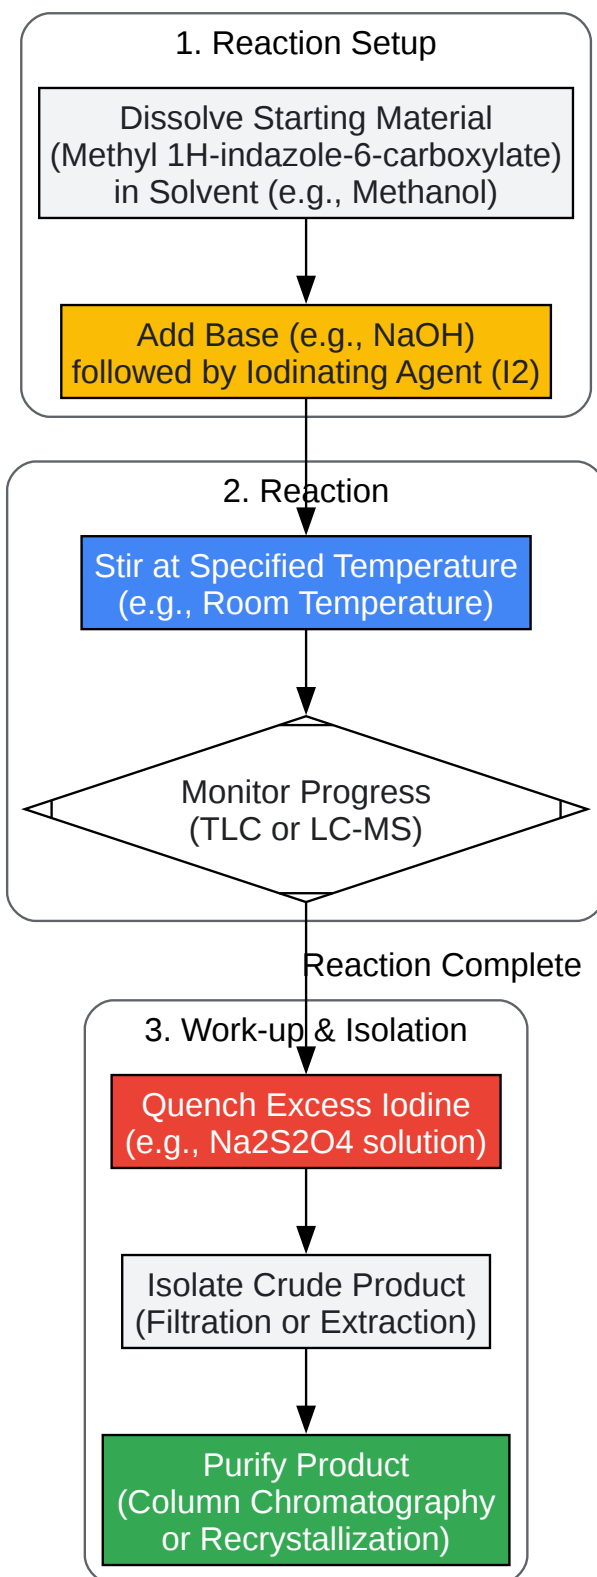 1. Reaction Setup
Dissolve Starting Material
(Methyl 1H-indazole-6-carboxylate)
in Solvent (e.g., Methanol)
Add Base (e.g., NaOH)
followed by Iodinating Agent (I2)
2. Reaction
Stir at Specified Temperature
(e.g., Room Temperature)
Monitor Progress
(TLC or LC-MS)
Reaction Complete
3. Work-up & Isolation
Quench Excess Iodine
(e.g., Na2S2O4 solution)
Isolate Crude Product
(Filtration or Extraction)
Purify Product
(Column Chromatography
or Recrystallization)